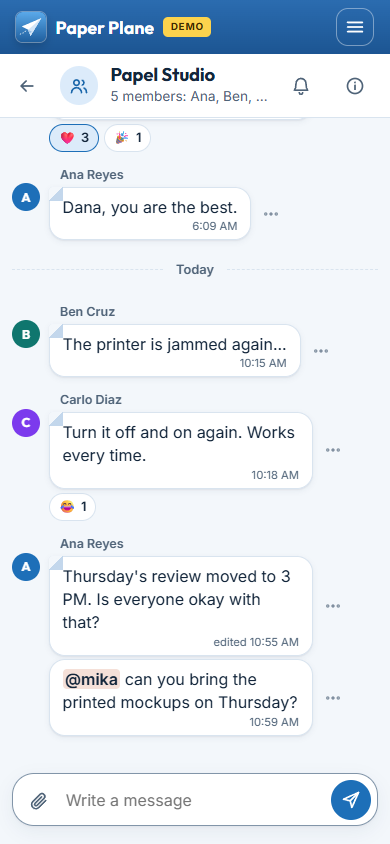 Paper Plane DEMO
Papel Studio
5 members: Ana, Ben, ...
❤️ 3 🎉 1
Ana Reyes
A
Dana, you are the best.
6:09 AM
Today
Ben Cruz
B
The printer is jammed again...
10:15 AM
Carlo Diaz
C
Turn it off and on again. Works
every time.
10:18 AM
😂 1
Ana Reyes
A
Thursday's review moved to 3
PM. Is everyone okay with
that?
edited 10:55 AM
@mika can you bring the
printed mockups on Thursday?
10:59 AM
Write a message